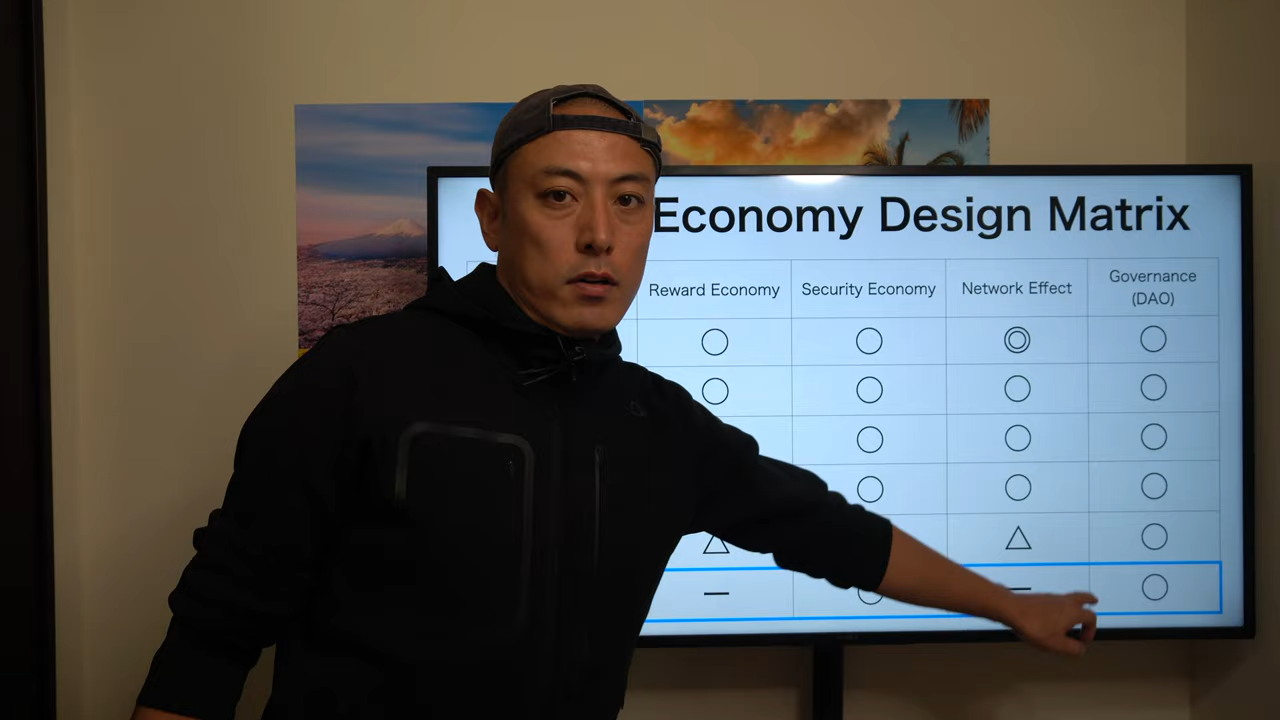 Economy Design Matrix
Reward Economy Security Economy Network Effect Governance
(DAO)
○ ○ ◎ ○
○ ○ ○ ○
○ ○ ○
○ ○ ○
△ △ ○
— ○ — ○